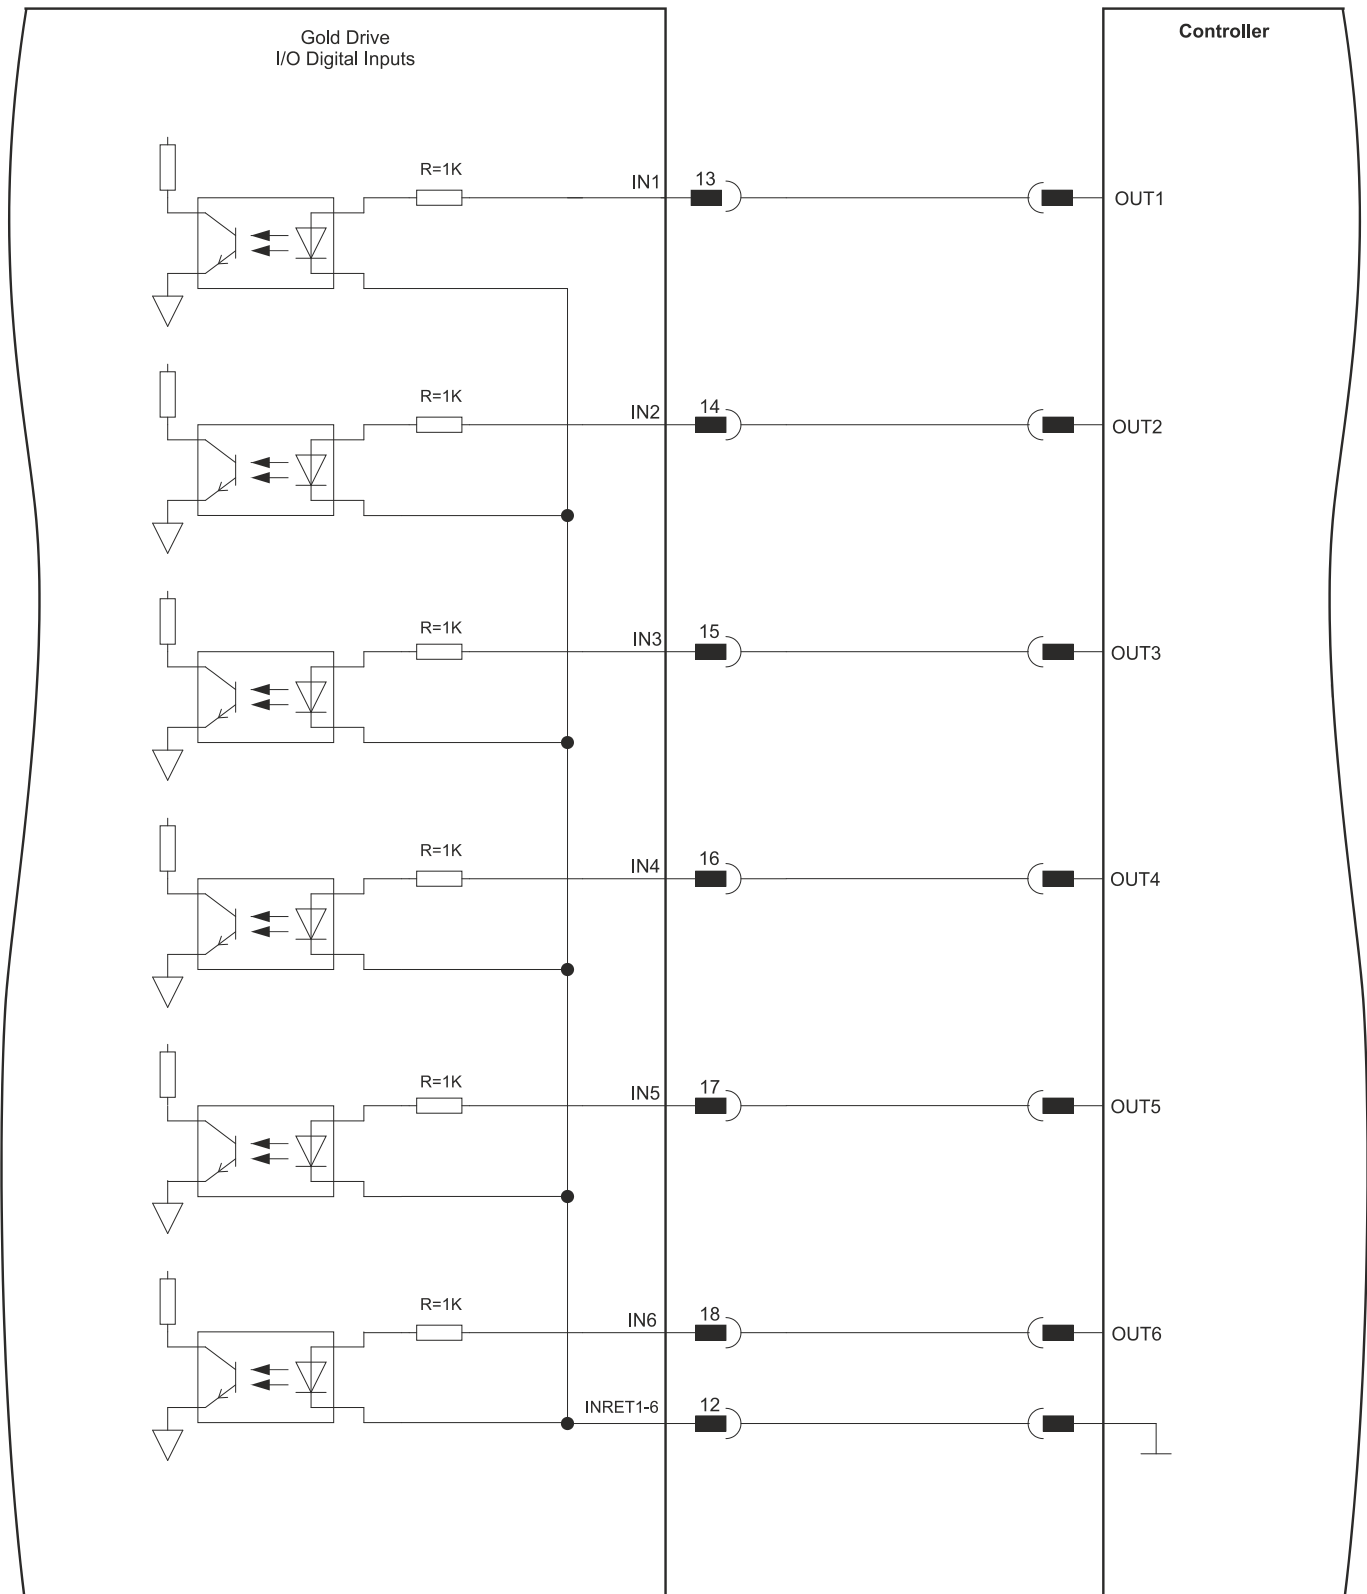 Gold Drive
I/O Digital Inputs
Controller
R=1K
IN1
13
OUT1
R=1K
IN2
14
OUT2
R=1K
IN3
15
OUT3
R=1K
IN4
16
OUT4
R=1K
IN5
17
OUT5
R=1K
IN6
18
OUT6
INRET1-6
12